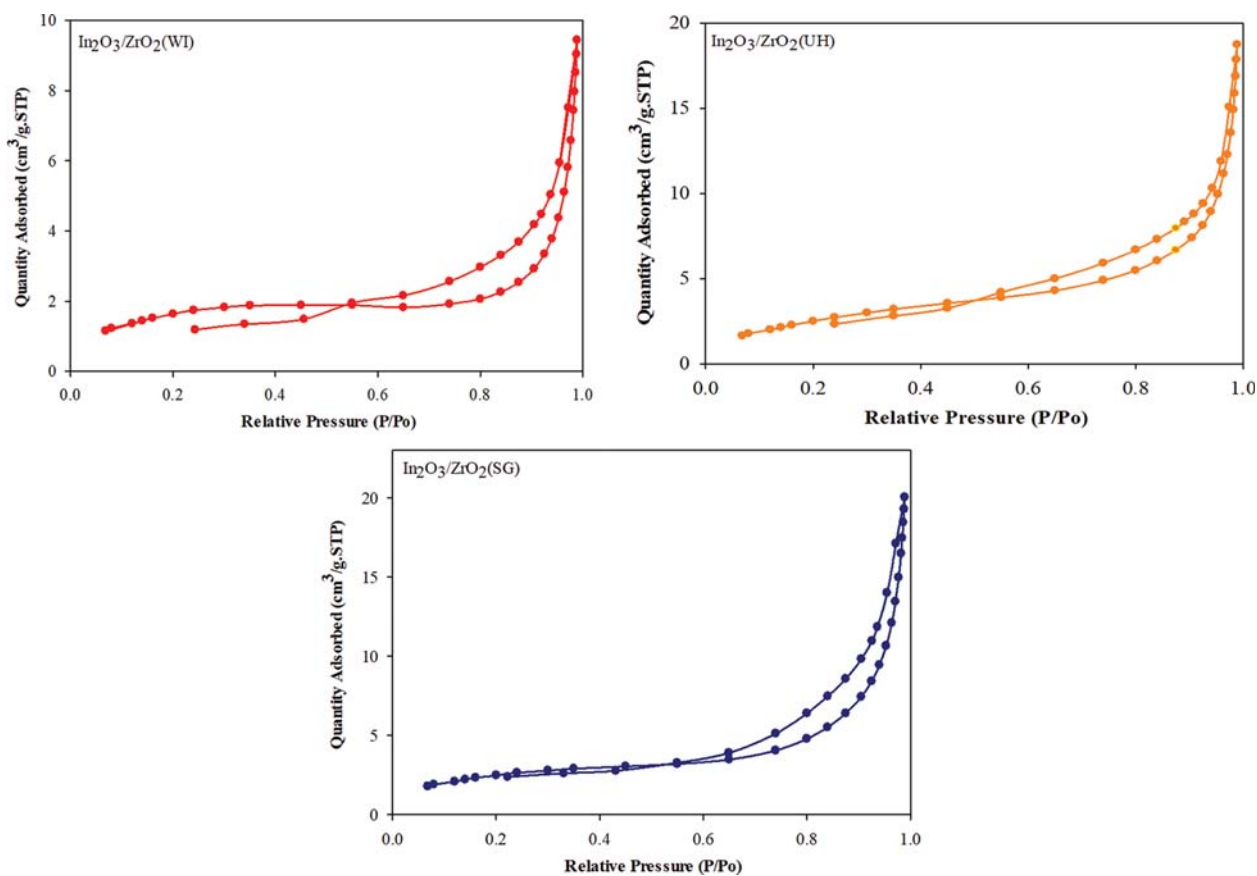 In2O3/ZrO2(WI)
Quantity Adsorbed (cm3/g.STP)
10
8
6
4
2
0
0.0 0.2 0.4 0.6 0.8 1.0
Relative Pressure (P/Po)
In2O3/ZrO2(UH)
Quantity Adsorbed (cm3/g.STP)
20
15
10
5
0
0.0 0.2 0.4 0.6 0.8 1.0
Relative Pressure (P/Po)
In2O3/ZrO2(SG)
Quantity Adsorbed (cm3/g.STP)
20
15
10
5
0
0.0 0.2 0.4 0.6 0.8 1.0
Relative Pressure (P/Po)